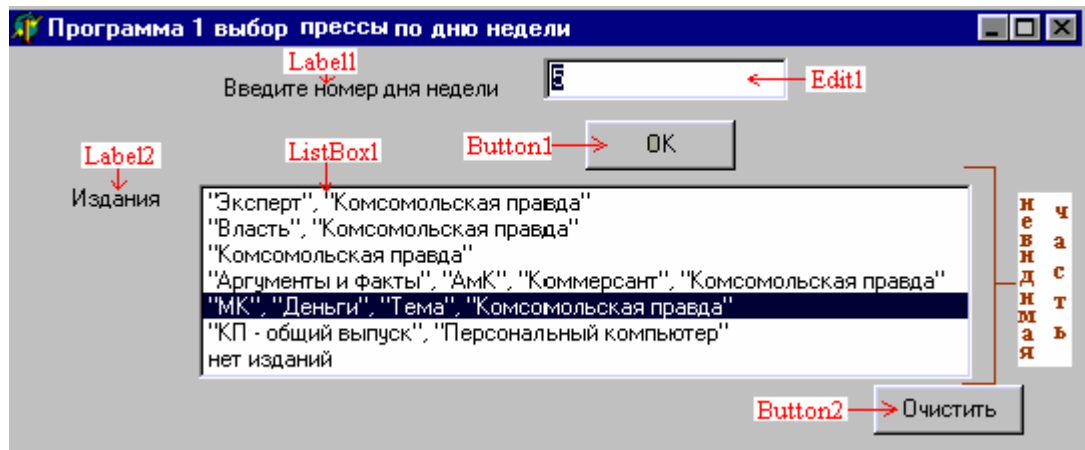 Программа 1 выбор прессы по дню недели
Label1
Введите номер дня недели
5
Edit1
Button1
OK
Label2
ListBox1
Издания
"Эксперт", "Комсомольская правда"
"Власть", "Комсомольская правда"
"Комсомольская правда"
"Аргументы и факты", "АмК", "Коммерсант", "Комсомольская правда"
"МК", "Деньги", "Тема", "Комсомольская правда"
"КП - общий выпуск", "Персональный компьютер"
нет изданий
невидимая
часть
Button2
Очистить